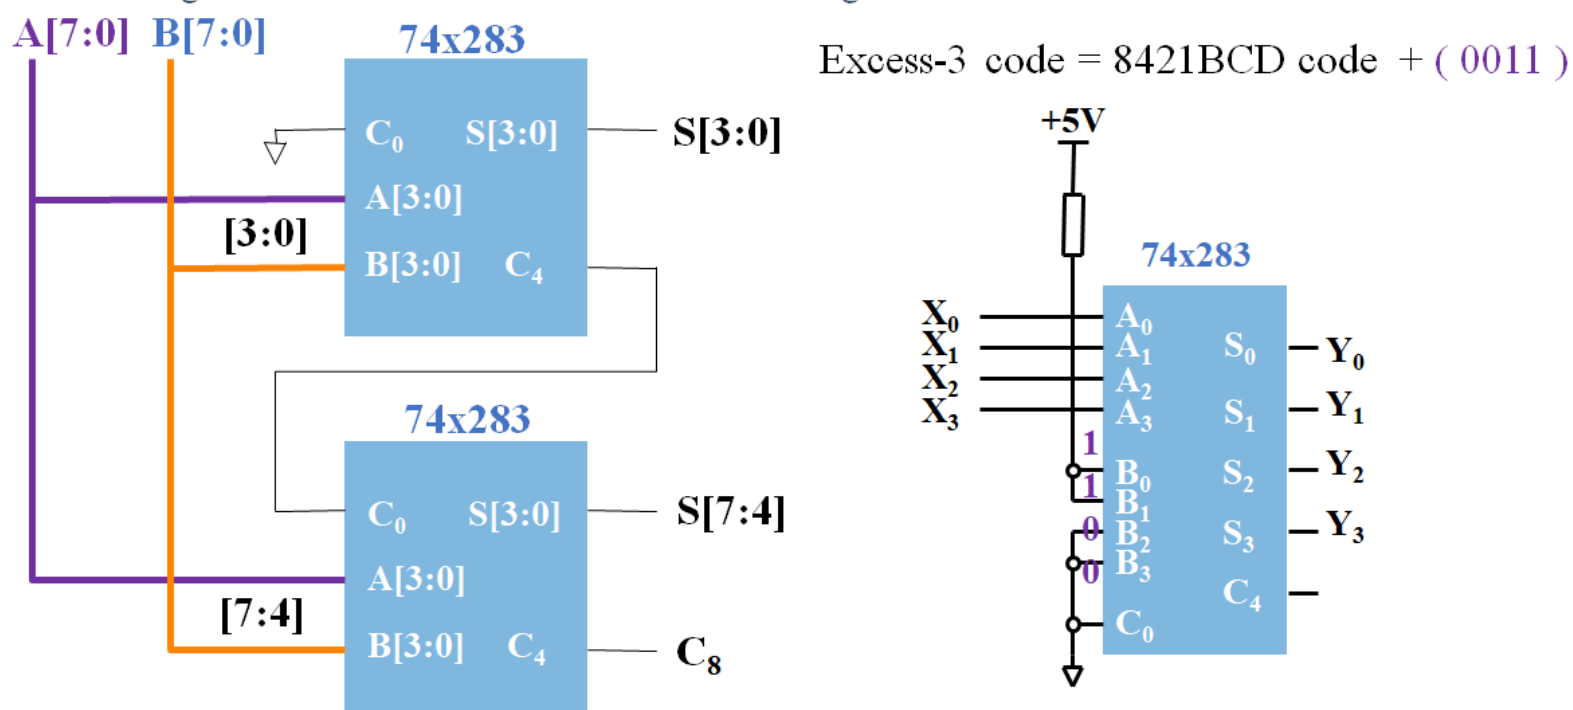 A[7:0] B[7:0]
74x283
C₀ S[3:0]
S[3:0]
A[3:0]
[3:0]
B[3:0] C₄
74x283
C₀ S[3:0]
S[7:4]
A[3:0]
[7:4]
B[3:0] C₄
C₈
Excess-3 code = 8421BCD code + ( 0011 )
+5V
74x283
X₀
X₁
X₂
X₃
A₀
A₁
A₂
A₃
1
1
0
0
B₀
B₁
B₂
B₃
C₀
S₀
S₁
S₂
S₃
C₄
Y₀
Y₁
Y₂
Y₃